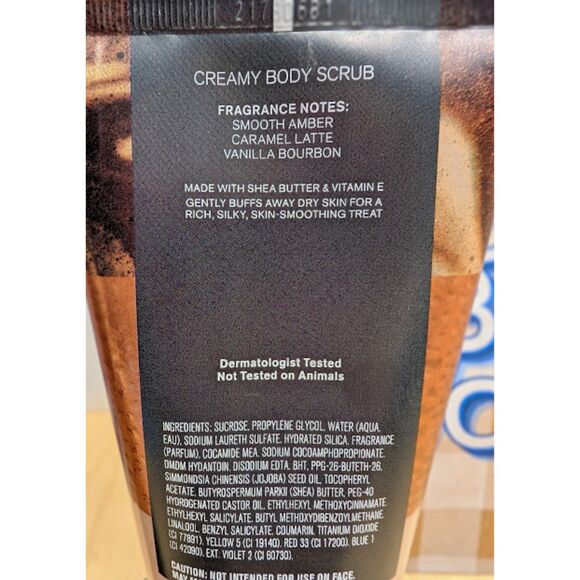 CREAMY BODY SCRUB
FRAGRANCE NOTES:
SMOOTH AMBER
CARAMEL LATTE
VANILLA BOURBON
MADE WITH SHEA BUTTER & VITAMIN E
GENTLY BUFFS AWAY DRY SKIN FOR A
RICH, SILKY, SKIN-SMOOTHING TREAT
Dermatologist Tested
Not Tested on Animals
INGREDIENTS: SUCROSE, PROPYLENE GLYCOL, WATER (AQUA,
EAU), SODIUM LAURETH SULFATE, HYDRATED SILICA, FRAGRANCE
(PARFUM), COCAMIDE MEA, SODIUM COCOAMPHOPROPIONATE,
DMDM HYDANTOIN, DISODIUM EDTA, BHT, PPG-26-BUTETH-26,
SIMMONDSIA CHINENSIS (JOJOBA) SEED OIL, TOCOPHERYL
ACETATE, BUTYROSPERMUM PARKII (SHEA) BUTTER, PEG-40
HYDROGENATED CASTOR OIL, ETHYLHEXYL METHOXYCINNAMATE,
ETHYLHEXYL SALICYLATE, BUTYL METHOXYDIBENZOYLMETHANE,
LINALOOL, BENZYL SALICYLATE, COUMARIN, TITANIUM DIOXIDE
(CI 77891), YELLOW 5 (CI 19140), RED 33 (CI 17200), BLUE 1
(CI 42090), EXT. VIOLET 2 (CI 60730).
CAUTION: NOT INTENDED FOR USE ON FACE.